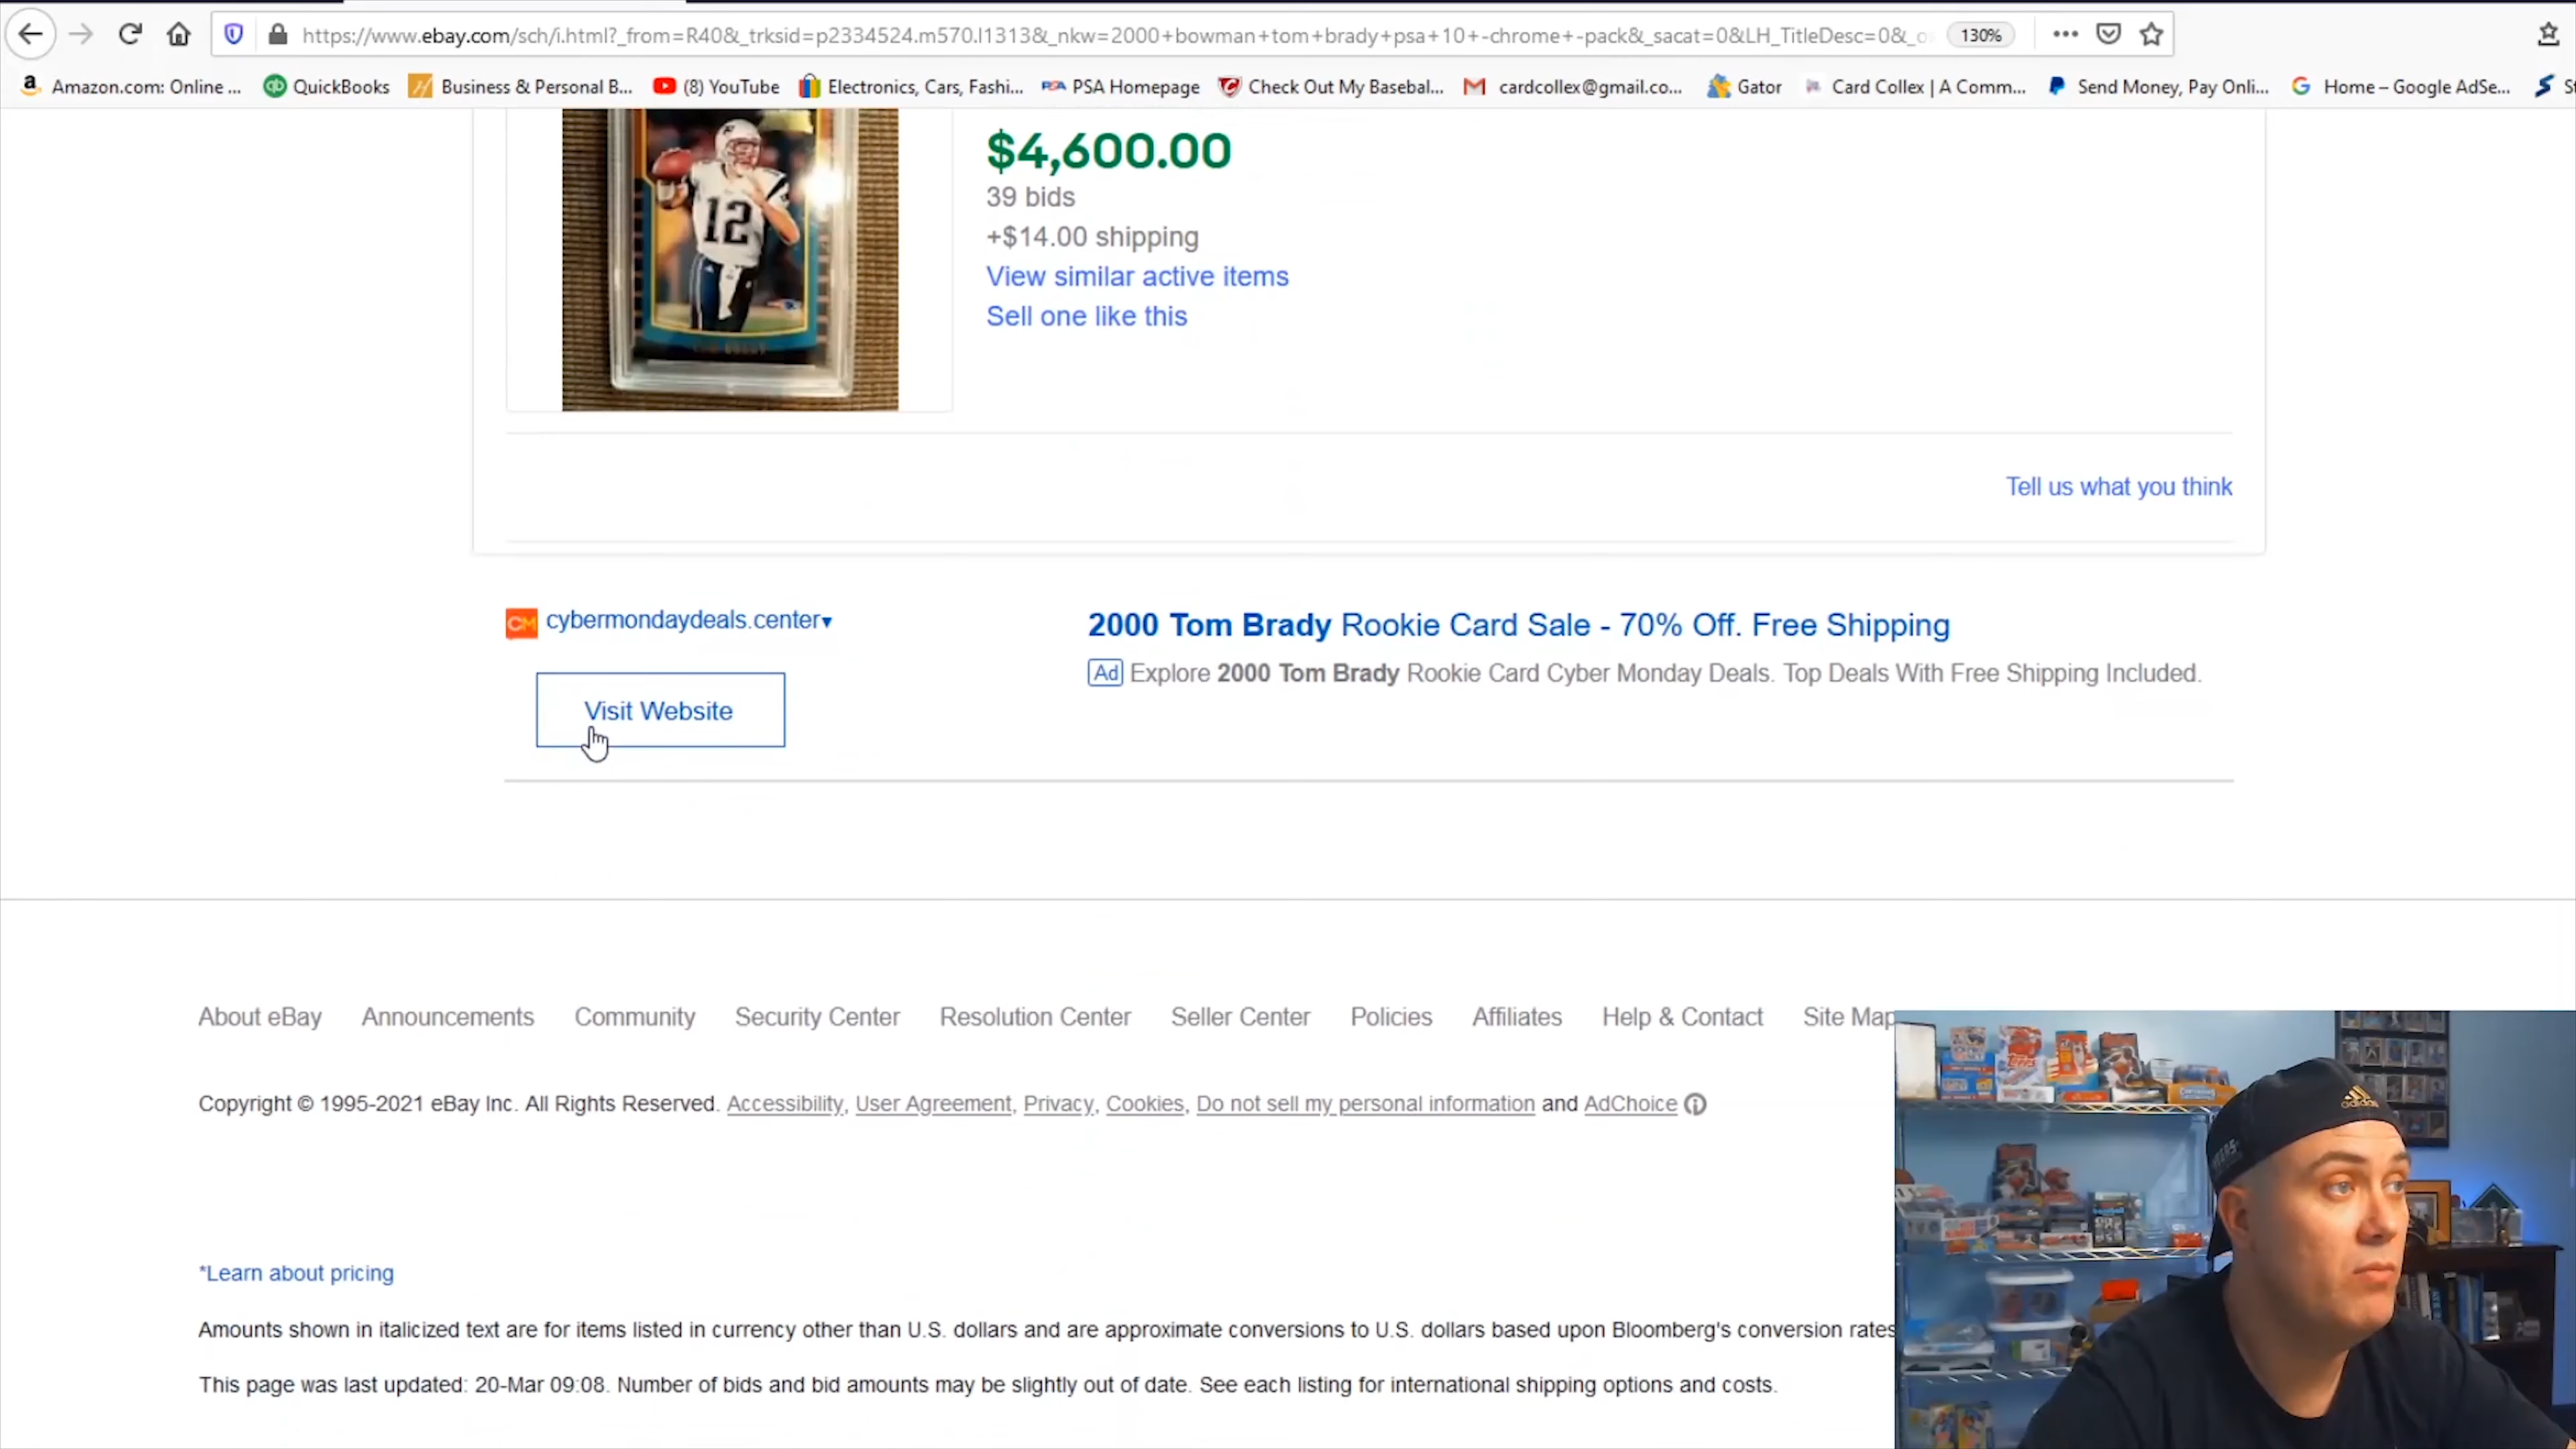 https://www.ebay.com/sch/i.html?_from=R40&_trksid=p2334524.m570.l1313&_nkw=2000+bowman+tom+brady+psa+10+-chrome+-pack&_sacat=0&LH_TitleDesc=0&_o
130%
Amazon.com: Online ...
QuickBooks
Business & Personal B...
(8) YouTube
Electronics, Cars, Fashi...
PSA Homepage
Check Out My Basebal...
cardcollex@gmail.co...
Gator
Card Collex | A Comm...
Send Money, Pay Onli...
Home – Google AdSe...
12
$4,600.00
39 bids
+$14.00 shipping
View similar active items
Sell one like this
Tell us what you think
CM
cybermondaydeals.center
Visit Website
2000 Tom Brady Rookie Card Sale - 70% Off. Free Shipping
Ad Explore 2000 Tom Brady Rookie Card Cyber Monday Deals. Top Deals With Free Shipping Included.
About eBay Announcements Community Security Center Resolution Center Seller Center Policies Affiliates Help & Contact Site Map
Copyright © 1995-2021 eBay Inc. All Rights Reserved. Accessibility, User Agreement, Privacy, Cookies, Do not sell my personal information and AdChoice
*Learn about pricing
Amounts shown in italicized text are for items listed in currency other than U.S. dollars and are approximate conversions to U.S. dollars based upon Bloomberg's conversion rates
This page was last updated: 20-Mar 09:08. Number of bids and bid amounts may be slightly out of date. See each listing for international shipping options and costs.
adidas